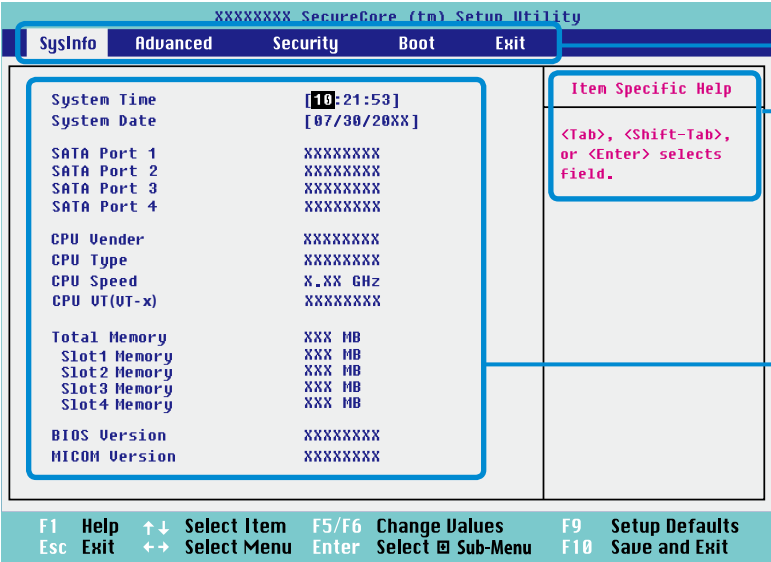 XXXXXXXX SecureCore (tm) Setup Utility
SysInfo Advanced Security Boot Exit
System Time [10:21:53]
System Date [07/30/20XX]
SATA Port 1 XXXXXXXX
SATA Port 2 XXXXXXXX
SATA Port 3 XXXXXXXX
SATA Port 4 XXXXXXXX
CPU Vender XXXXXXXX
CPU Type XXXXXXXX
CPU Speed X.XX GHz
CPU VT(VT-x) XXXXXXXX
Total Memory XXX MB
Slot1 Memory XXX MB
Slot2 Memory XXX MB
Slot3 Memory XXX MB
Slot4 Memory XXX MB
BIOS Version XXXXXXXX
MICOM Version XXXXXXXX
Item Specific Help
<Tab>, <Shift-Tab>,
or <Enter> selects
field.
F1 Help ↑↓ Select Item F5/F6 Change Values F9 Setup Defaults
Esc Exit ←→ Select Menu Enter Select ⊞ Sub-Menu F10 Save and Exit